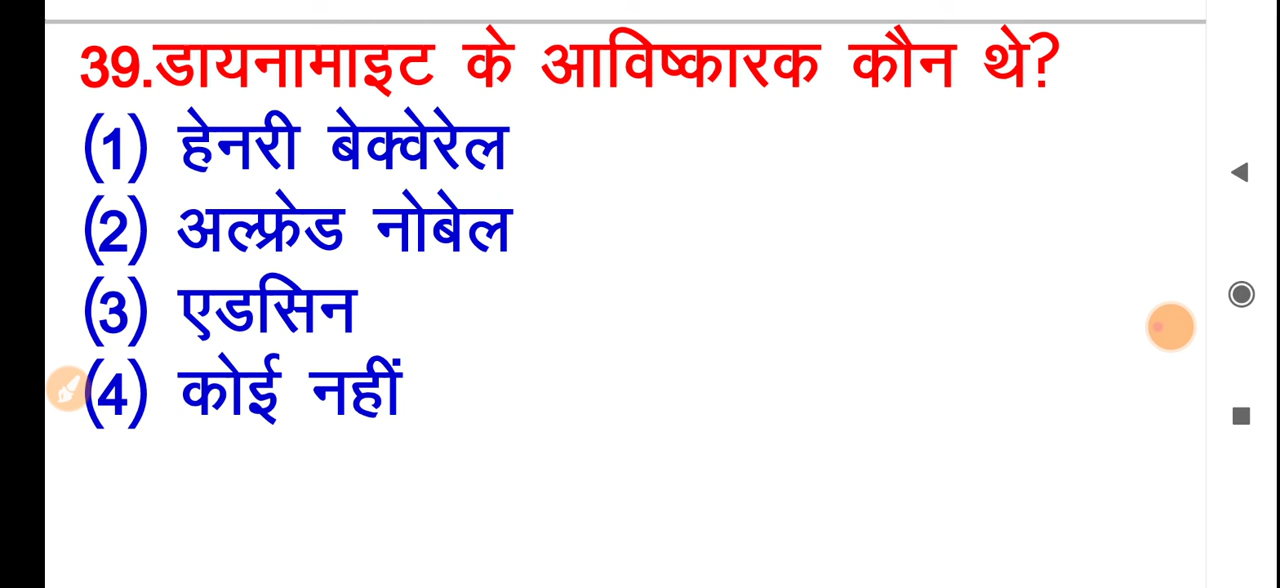 39.डायनामाइट के आविष्कारक कौन थे?
(1) हेनरी बेक्वेरेल
(2) अल्फ्रेड नोबेल
(3) एडसिन
(4) कोई नहीं